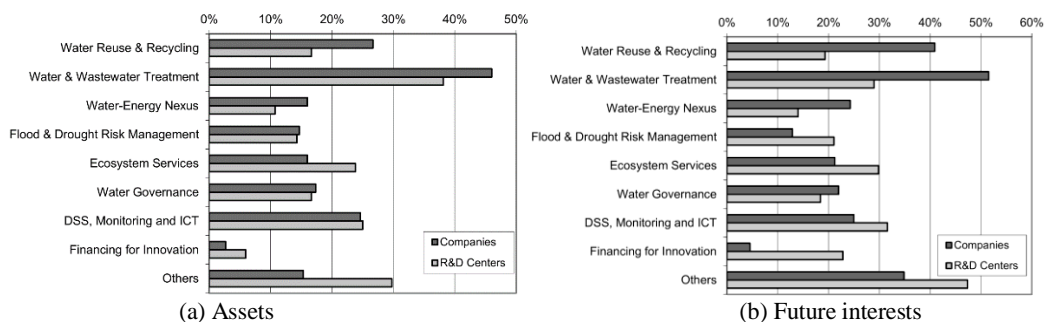 0% 10% 20% 30% 40% 50%
Water Reuse & Recycling
Water & Wastewater Treatment
Water-Energy Nexus
Flood & Drought Risk Management
Ecosystem Services
Water Governance
DSS, Monitoring and ICT
Financing for Innovation
Others
Companies
R&D Centers
(a) Assets
0% 10% 20% 30% 40% 50% 60%
Water Reuse & Recycling
Water & Wastewater Treatment
Water-Energy Nexus
Flood & Drought Risk Management
Ecosystem Services
Water Governance
DSS, Monitoring and ICT
Financing for Innovation
Others
Companies
R&D Centers
(b) Future interests